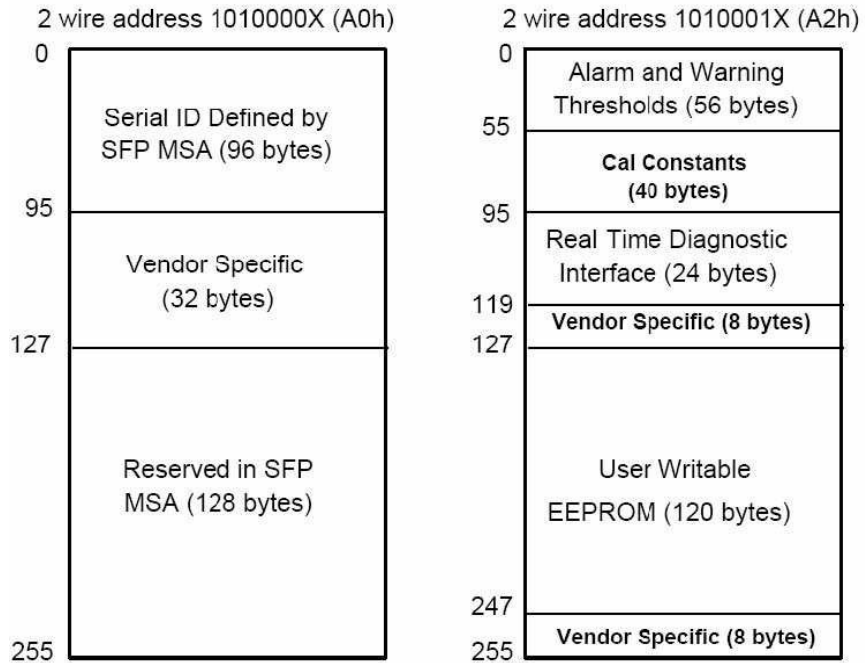 2 wire address 1010000X (A0h)
0
Serial ID Defined by
SFP MSA (96 bytes)
95
Vendor Specific
(32 bytes)
127
Reserved in SFP
MSA (128 bytes)
255
2 wire address 1010001X (A2h)
0
Alarm and Warning
Thresholds (56 bytes)
55
Cal Constants
(40 bytes)
95
Real Time Diagnostic
Interface (24 bytes)
119
Vendor Specific (8 bytes)
127
User Writable
EEPROM (120 bytes)
247
Vendor Specific (8 bytes)
255